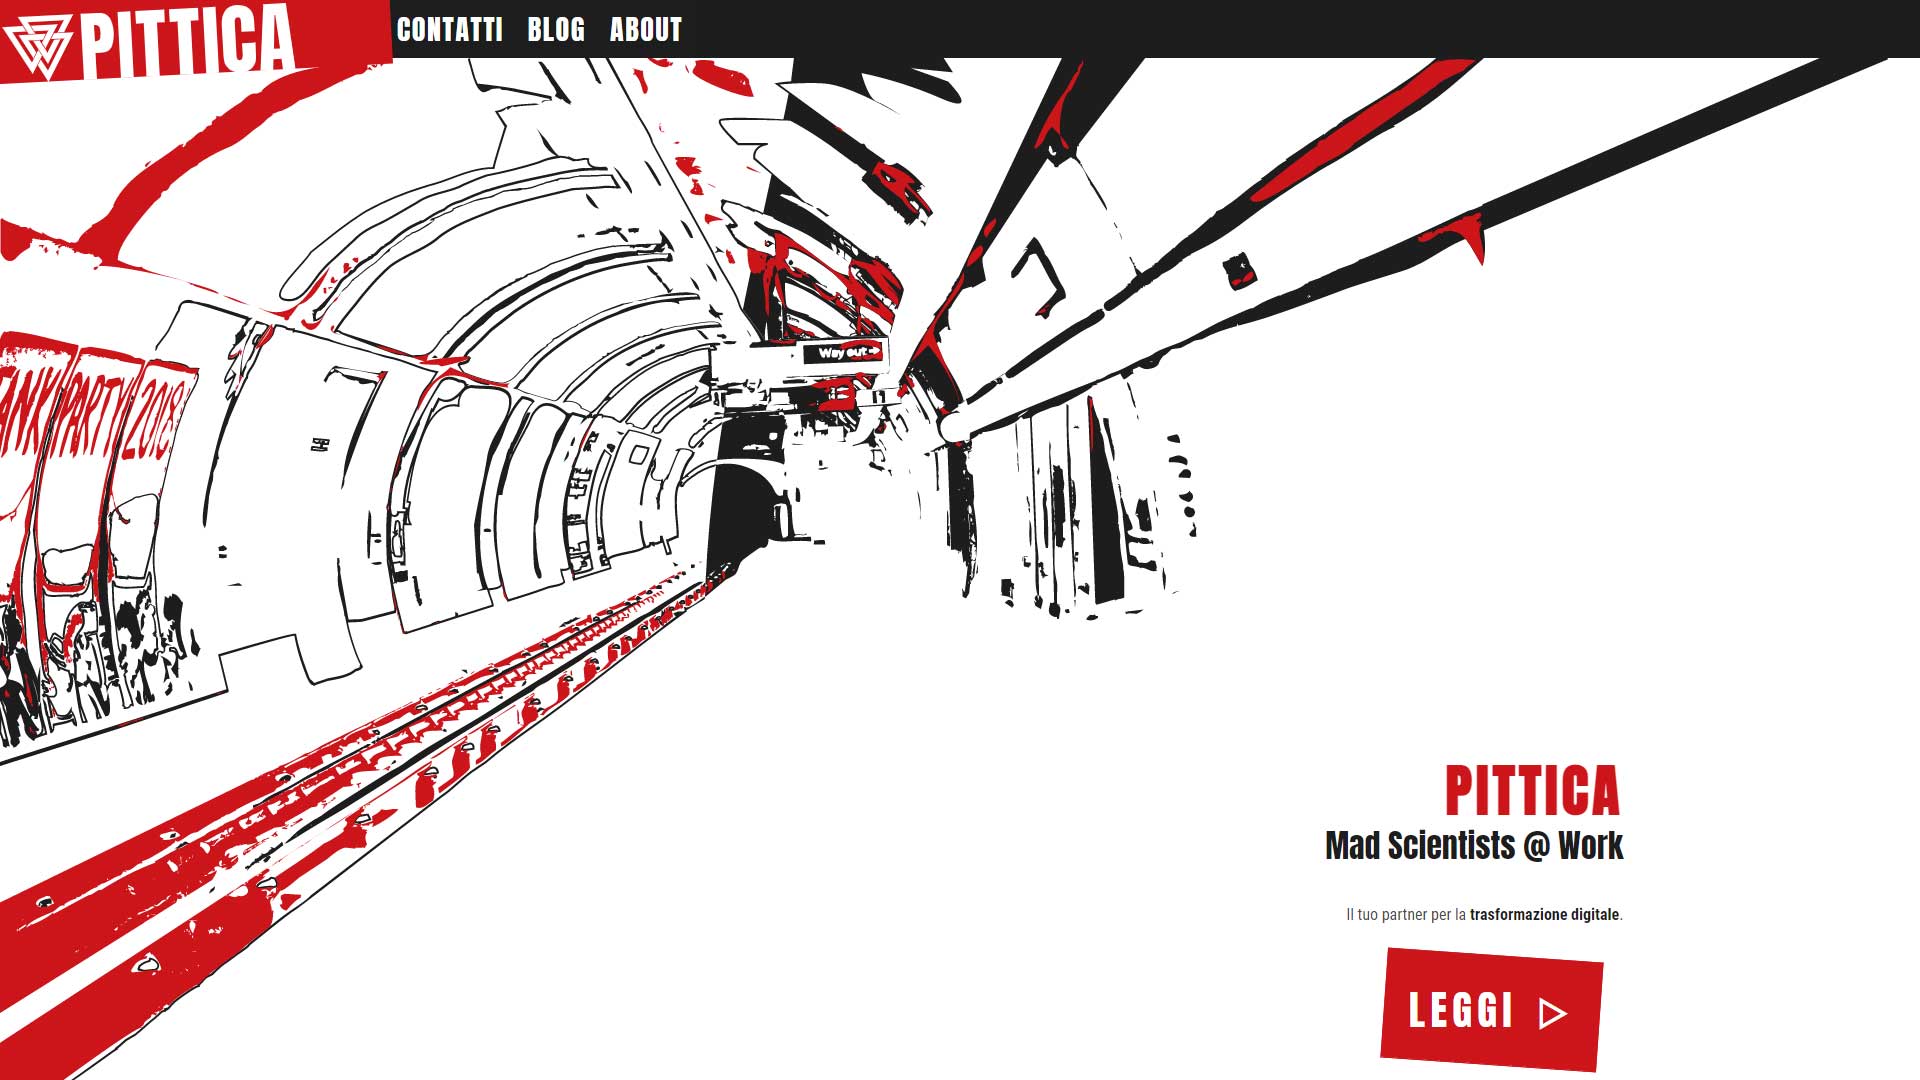 PITTICA
CONTATTI BLOG ABOUT
Way out
PARTY 2018
PITTICA
Mad Scientists @ Work
Il tuo partner per la trasformazione digitale.
LEGGI